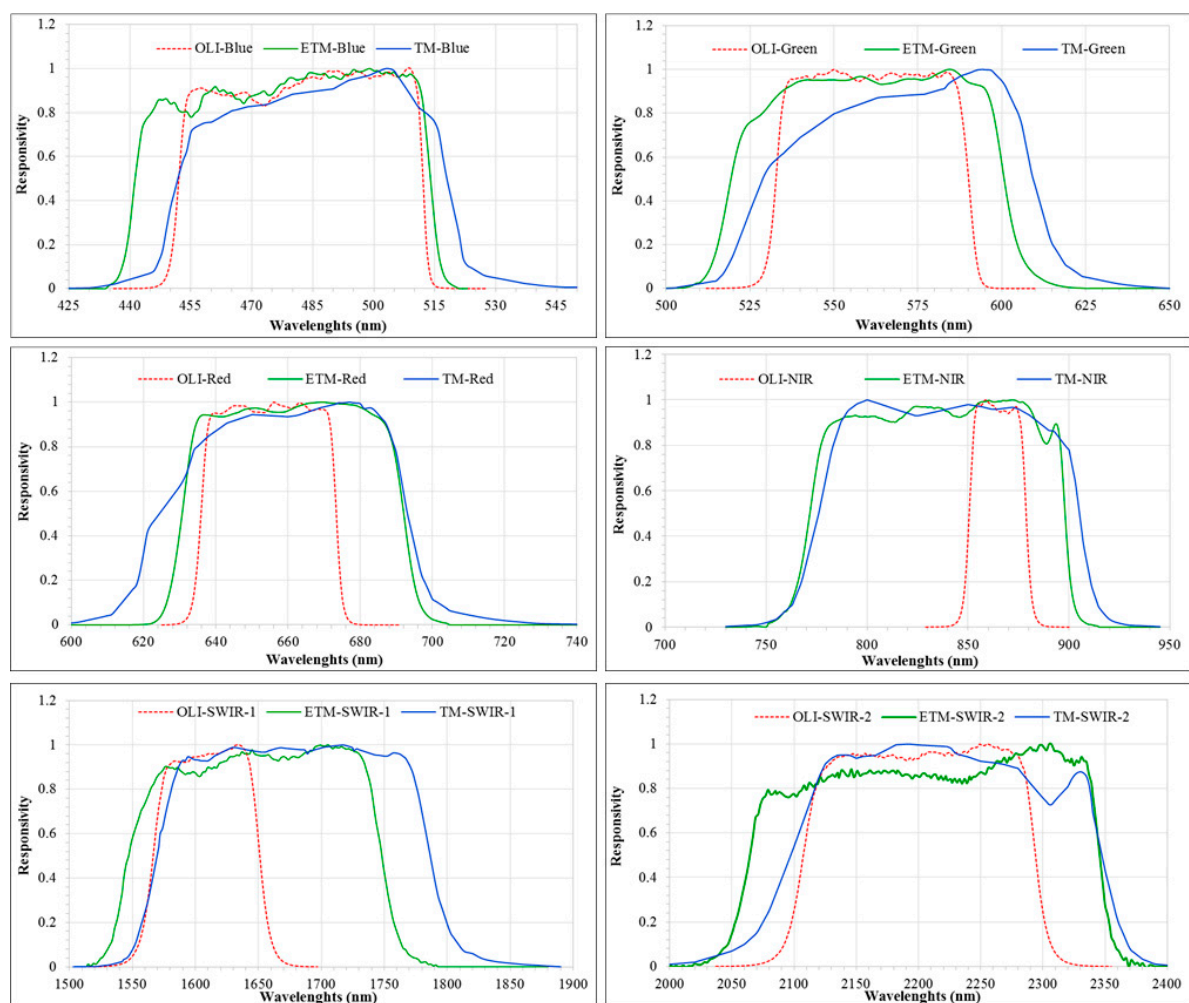 OLI-Blue ETM-Blue TM-Blue
Responsivity
1.2
1
0.8
0.6
0.4
0.2
0
425 440 455 470 485 500 515 530 545
Wavelenghts (nm)
OLI-Green ETM-Green TM-Green
Responsivity
1.2
1
0.8
0.6
0.4
0.2
0
500 525 550 575 600 625 650
Wavelenghts (nm)
OLI-Red ETM-Red TM-Red
Responsivity
1.2
1
0.8
0.6
0.4
0.2
0
600 620 640 660 680 700 720 740
Wavelenghts (nm)
OLI-NIR ETM-NIR TM-NIR
Responsivity
1.2
1
0.8
0.6
0.4
0.2
0
700 750 800 850 900 950
Wavelenghts (nm)
OLI-SWIR-1 ETM-SWIR-1 TM-SWIR-1
Responsivity
1.2
1
0.8
0.6
0.4
0.2
0
1500 1550 1600 1650 1700 1750 1800 1850 1900
Wavelenghts (nm)
OLI-SWIR-2 ETM-SWIR-2 TM-SWIR-2
Responsivity
1.2
1
0.8
0.6
0.4
0.2
0
2000 2050 2100 2150 2200 2250 2300 2350 2400
Wavelenghts (nm)